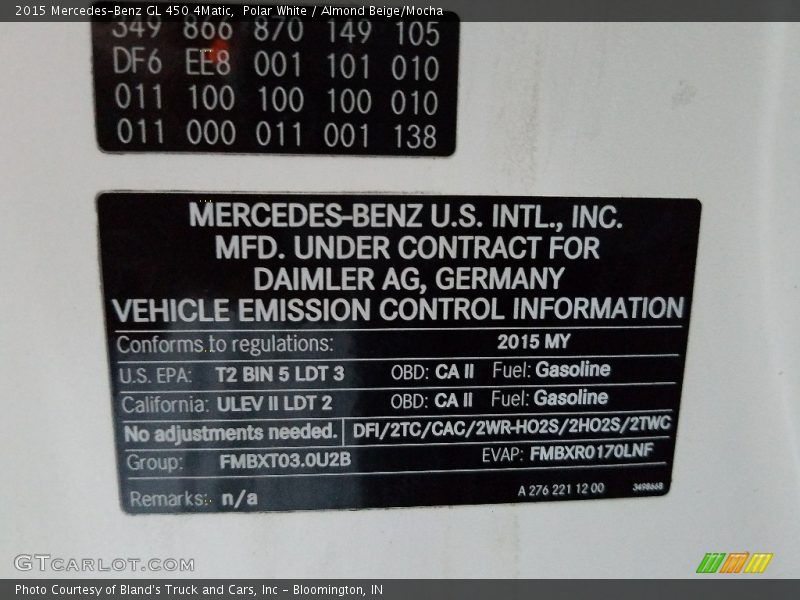 2015 Mercedes-Benz GL 450 4Matic, Polar White / Almond Beige/Mocha
349 866 870 149 105
DF6 EE8 001 101 010
011 100 100 100 010
011 000 011 001 138
MERCEDES-BENZ U.S. INTL., INC.
MFD. UNDER CONTRACT FOR
DAIMLER AG, GERMANY
VEHICLE EMISSION CONTROL INFORMATION
Conforms to regulations: 2015 MY
U.S. EPA: T2 BIN 5 LDT 3 OBD: CA II Fuel: Gasoline
California: ULEV II LDT 2 OBD: CA II Fuel: Gasoline
No adjustments needed. DFI/2TC/CAC/2WR-HO2S/2HO2S/2TWC
Group: FMBXT03.0U2B EVAP: FMBXR0170LNF
Remarks: n/a A 276 221 12 00 3498668
GTCARLOT.COM
Photo Courtesy of Bland's Truck and Cars, Inc - Bloomington, IN